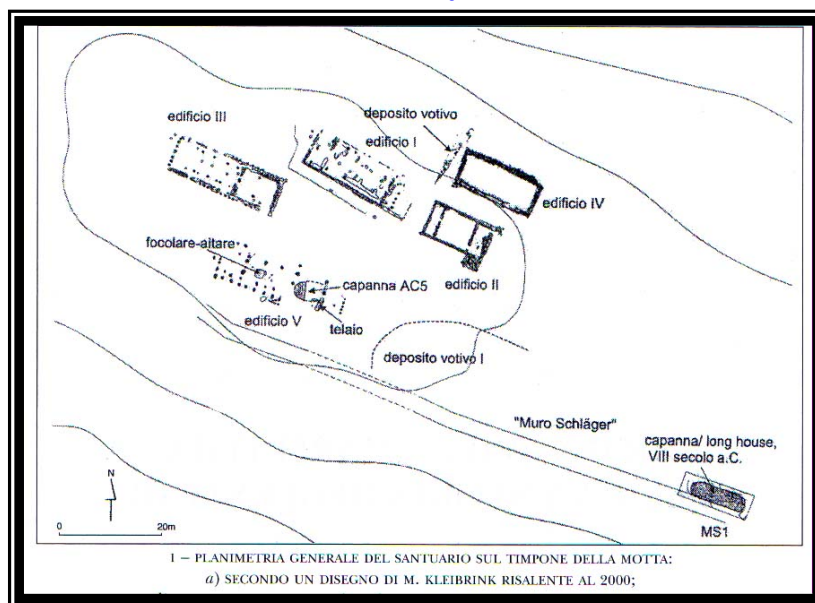 edificio III
deposito votivo
edificio I
edificio IV
focolare-altare
capanna AC5
edificio II
edificio V
telaio
deposito votivo I
"Muro Schläger"
capanna/ long house,
VIII secolo a.C.
MS1
N
0 20m
1 – PLANIMETRIA GENERALE DEL SANTUARIO SUL TIMPONE DELLA MOTTA:
a) SECONDO UN DISEGNO DI M. KLEIBRINK RISALENTE AL 2000;